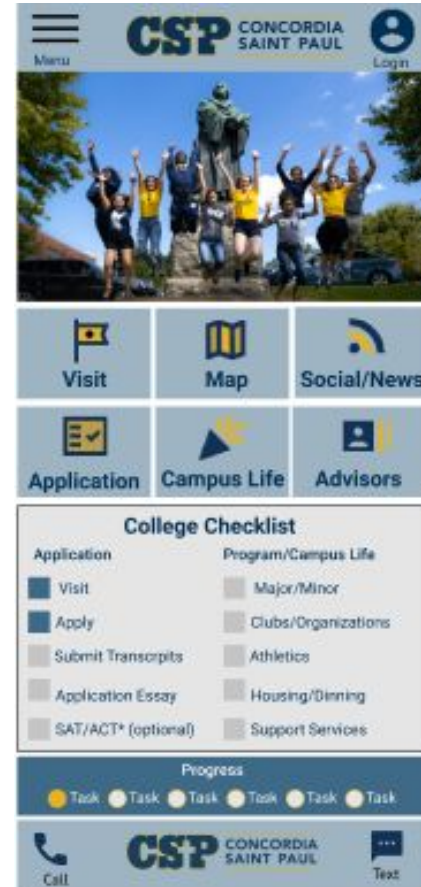 Menu
CSP CONCORDIA
SAINT PAUL
Login
Visit Map Social/News
Application Campus Life Advisors
College Checklist
Application Program/Campus Life
Visit Major/Minor
Apply Clubs/Organizations
Submit Transcrpits Athletics
Application Essay Housing/Dinning
SAT/ACT* (optional) Support Services
Progress
Task Task Task Task Task Task
Call
CSP CONCORDIA
SAINT PAUL
Text